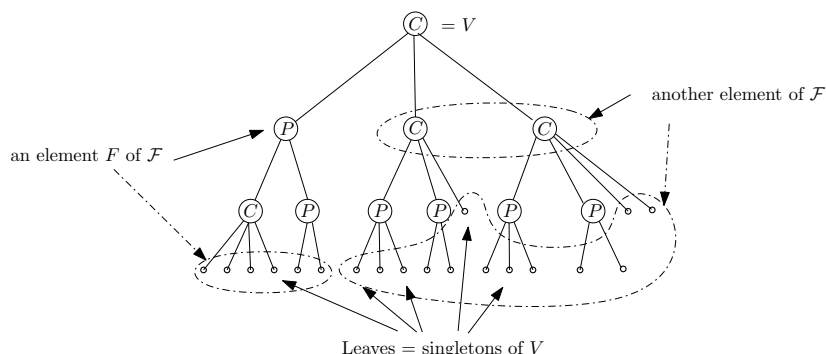 C = V
another element of ℱ
P C C
an element F of ℱ
C P P P P P
Leaves = singletons of V